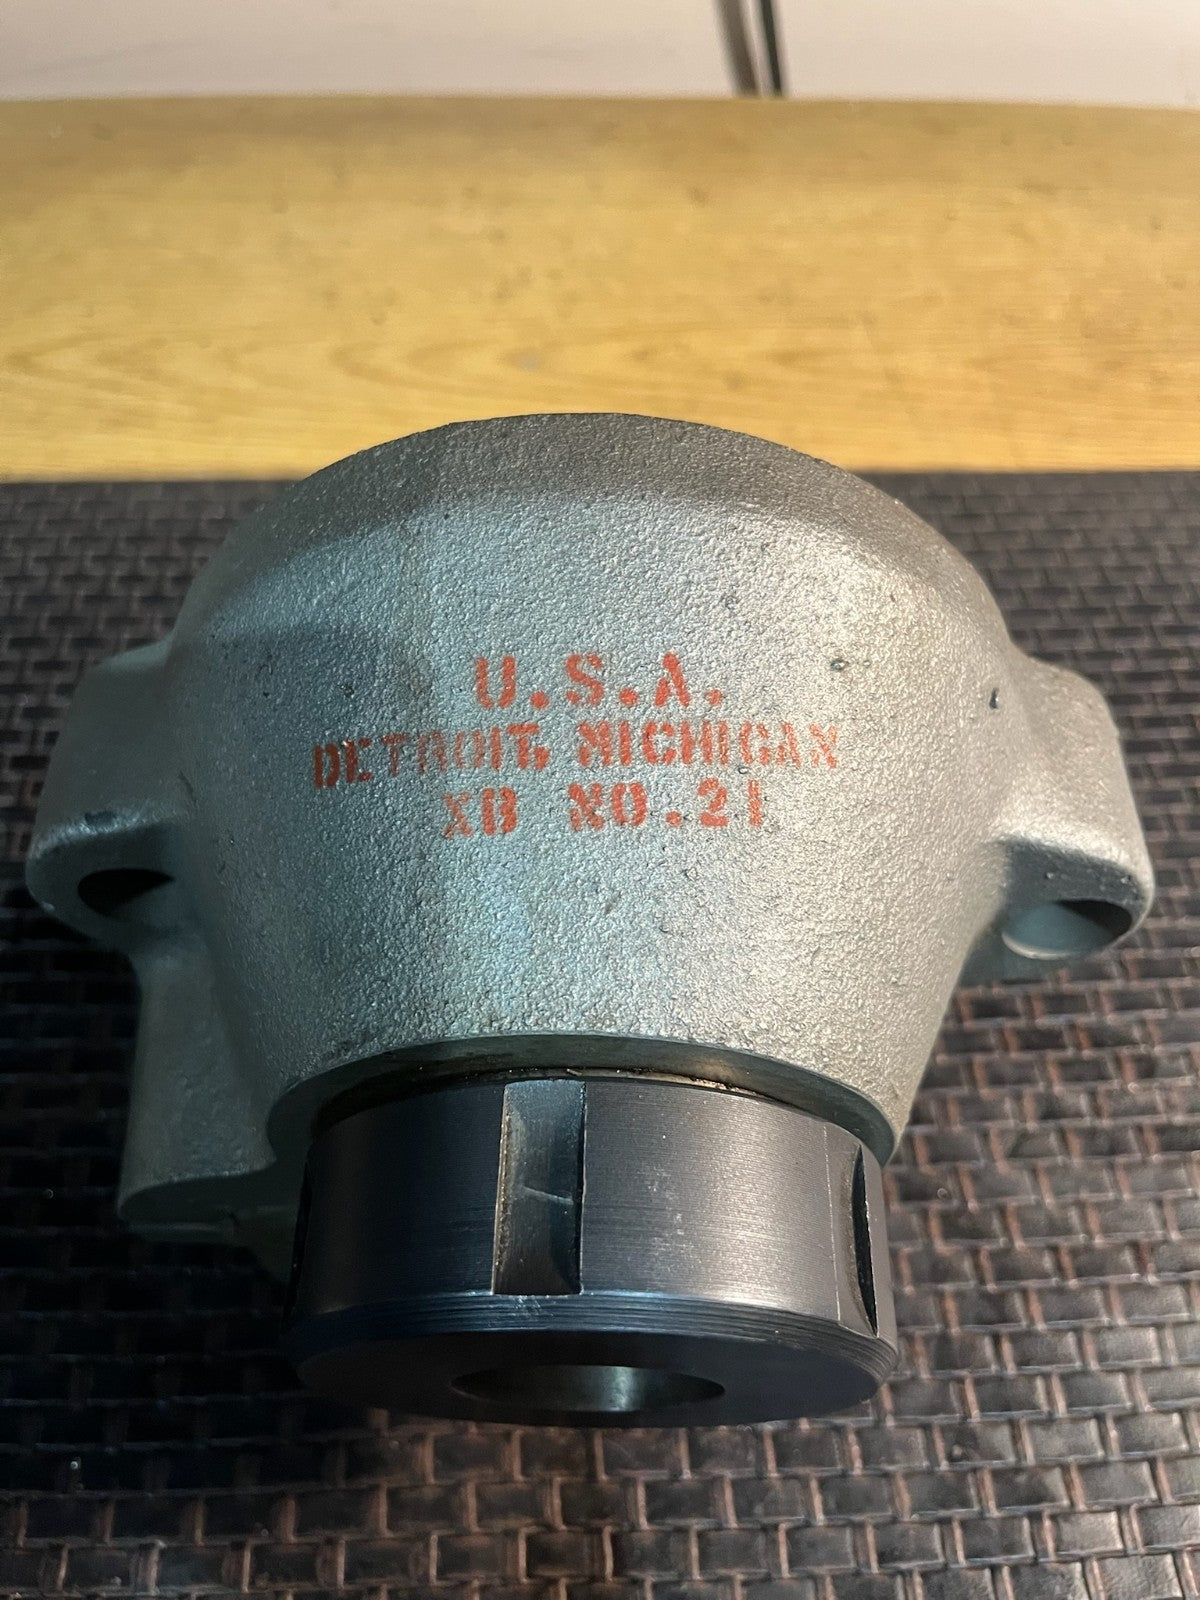 U.S.A.
DETROIT, MICHIGAN
XB NO.21